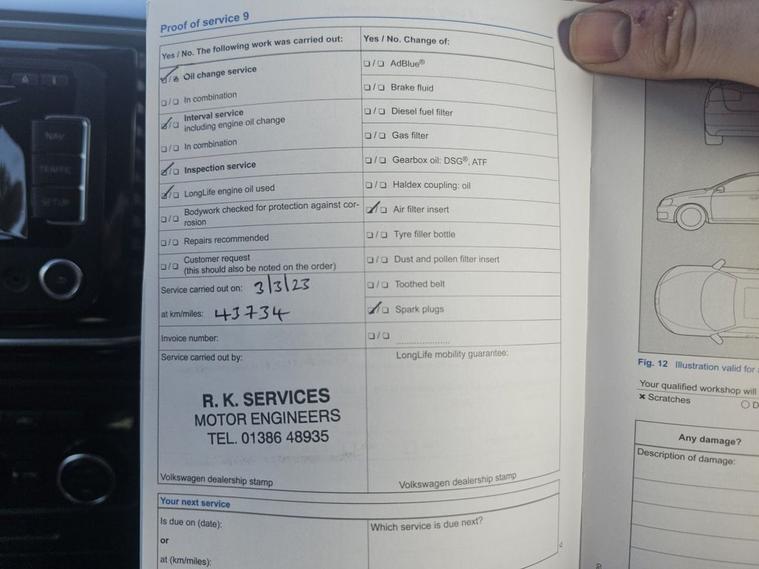 NAV
TRAFFIC
SETUP
Proof of service 9
Yes / No. The following work was carried out:
Oil change service
In combination
Interval service
including engine oil change
In combination
Inspection service
LongLife engine oil used
Bodywork checked for protection against cor-
rosion
Repairs recommended
Customer request
(this should also be noted on the order)
Service carried out on: 3/3/23
at km/miles: 43734
Invoice number:
Service carried out by:
R. K. SERVICES
MOTOR ENGINEERS
TEL. 01386 48935
Volkswagen dealership stamp
Yes / No. Change of:
AdBlue®
Brake fluid
Diesel fuel filter
Gas filter
Gearbox oil: DSG®, ATF
Haldex coupling: oil
Air filter insert
Tyre filler bottle
Dust and pollen filter insert
Toothed belt
Spark plugs
LongLife mobility guarantee:
Volkswagen dealership stamp
Your next service
Is due on (date):
or
at (km/miles):
Which service is due next?
Fig. 12 Illustration valid for
Your qualified workshop will
× Scratches
Any damage?
Description of damage: